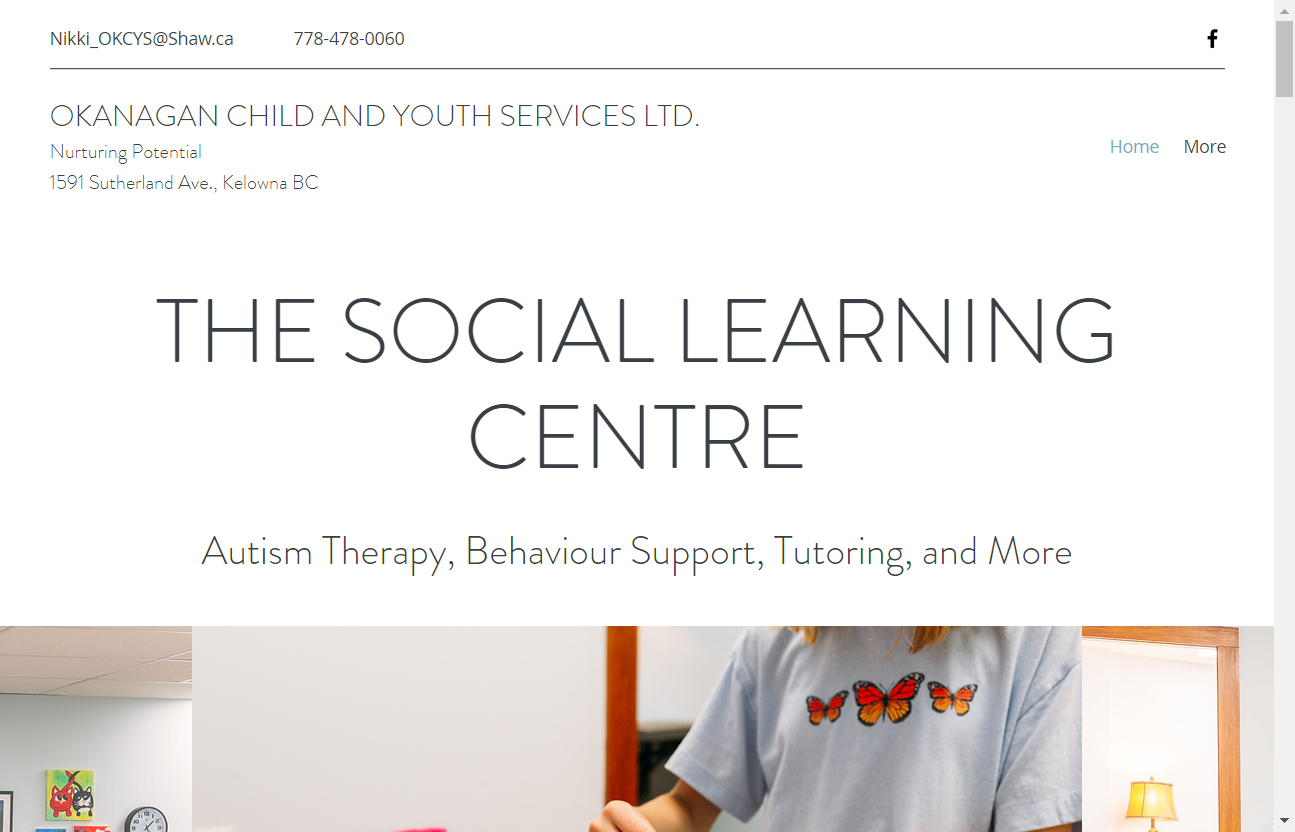 Nikki_OKCYS@Shaw.ca 778-478-0060
OKANAGAN CHILD AND YOUTH SERVICES LTD.
Nurturing Potential
1591 Sutherland Ave., Kelowna BC
Home More
THE SOCIAL LEARNING
CENTRE
Autism Therapy, Behaviour Support, Tutoring, and More